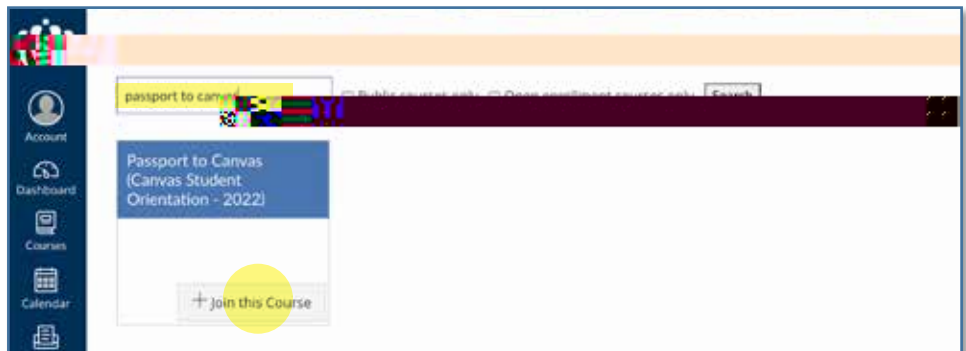 passport to canvas
Public courses only Open enrollment courses only Search
Account
Passport to Canvas
(Canvas Student
Orientation - 2022)
Dashboard
Courses
+ Join this Course
Calendar